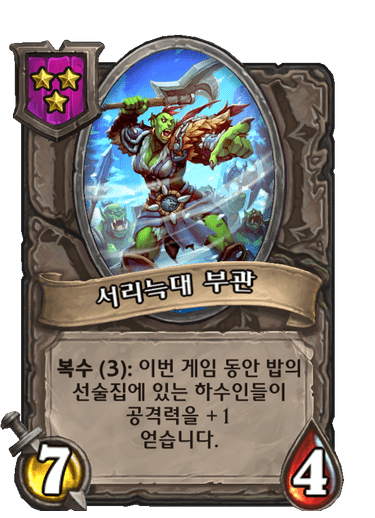 서리늑대 부관
복수 (3): 이번 게임 동안 밥의
선술집에 있는 하수인들이
공격력을 +1
얻습니다.
7
4